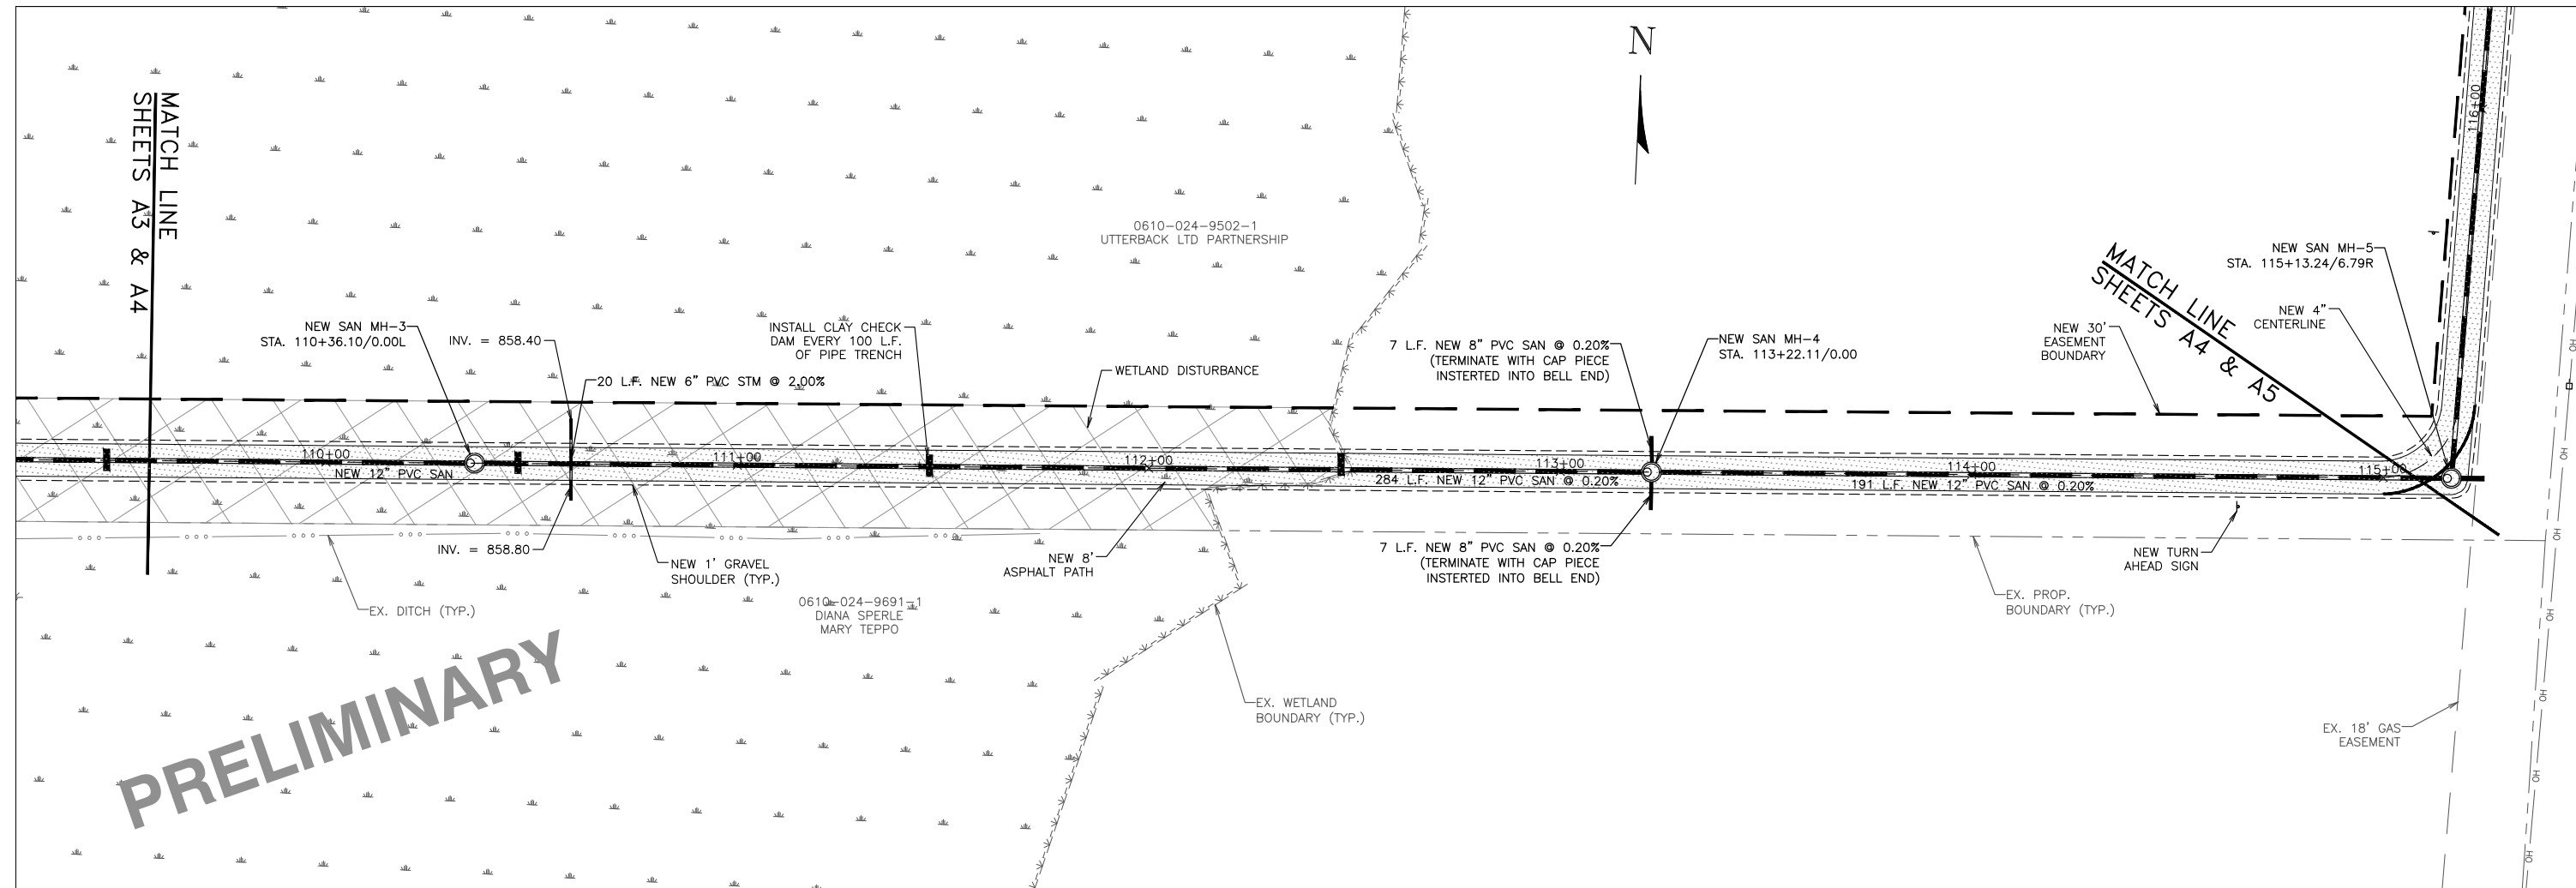 N
MATCH LINE
SHEETS A3 & A4
0610-024-9502-1
UTTERBACK LTD PARTNERSHIP
116+00
NEW SAN MH-5
STA. 115+13.24/6.79R
MATCH LINE
SHEETS A4 & A5
NEW 4"
CENTERLINE
NEW 30'
EASEMENT
BOUNDARY
NEW SAN MH-3
STA. 110+36.10/0.00L
INV. = 858.40
INSTALL CLAY CHECK
DAM EVERY 100 L.F.
OF PIPE TRENCH
20 L.F. NEW 6" PVC STM @ 2.00%
WETLAND DISTURBANCE
7 L.F. NEW 8" PVC SAN @ 0.20%
(TERMINATE WITH CAP PIECE
INSTERTED INTO BELL END)
NEW SAN MH-4
STA. 113+22.11/0.00
110+00
111+00
112+00
113+00
114+00
115+00
NEW 12" PVC SAN
284 L.F. NEW 12" PVC SAN @ 0.20%
191 L.F. NEW 12" PVC SAN @ 0.20%
INV. = 858.80
NEW 1' GRAVEL
SHOULDER (TYP.)
NEW 8'
ASPHALT PATH
7 L.F. NEW 8" PVC SAN @ 0.20%
(TERMINATE WITH CAP PIECE
INSTERTED INTO BELL END)
NEW TURN
AHEAD SIGN
EX. DITCH (TYP.)
0610-024-9691-1
DIANA SPERLE
MARY TEPPO
EX. PROP.
BOUNDARY (TYP.)
EX. WETLAND
BOUNDARY (TYP.)
EX. 18' GAS
EASEMENT
PRELIMINARY
OH
OH
OH
OH
OH
OH
OH
OH
OH